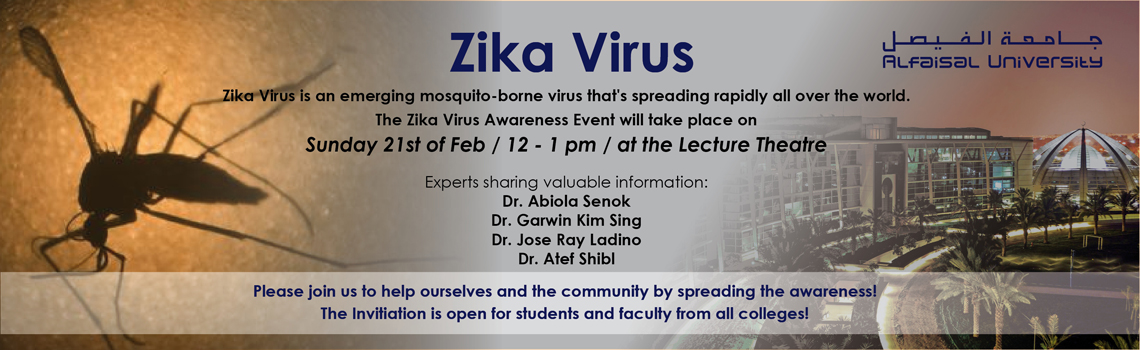 Zika Virus
جامعة الفيصل
Alfaisal University
Zika Virus is an emerging mosquito-borne virus that's spreading rapidly all over the world.
The Zika Virus Awareness Event will take place on
Sunday 21st of Feb / 12 - 1 pm / at the Lecture Theatre
Experts sharing valuable information:
Dr. Abiola Senok
Dr. Garwin Kim Sing
Dr. Jose Ray Ladino
Dr. Atef Shibl
Please join us to help ourselves and the community by spreading the awareness!
The Invitiation is open for students and faculty from all colleges!